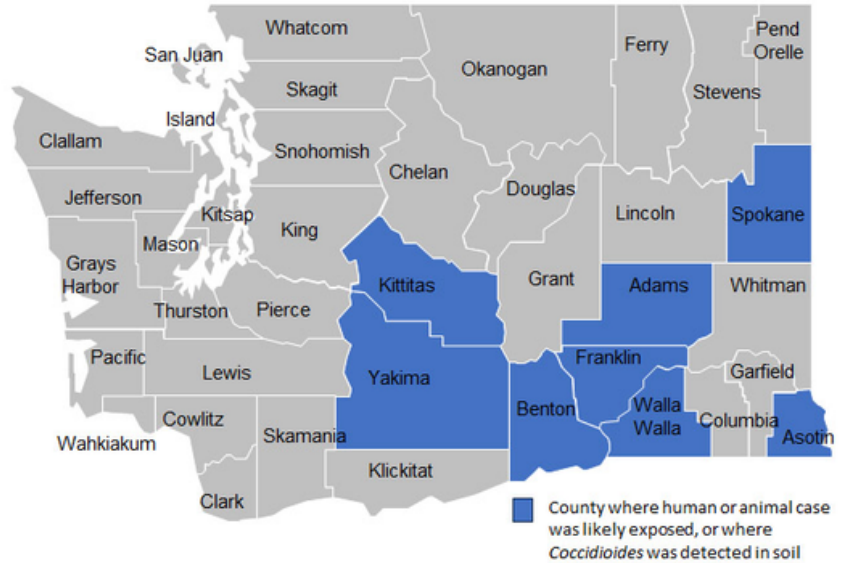 Whatcom
San Juan
Skagit
Island
Snohomish
Clallam
Jefferson
Kitsap
Mason
King
Grays
Harbor
Thurston
Pierce
Pacific
Lewis
Wahkiakum
Cowlitz
Skamania
Clark
Okanogan
Ferry
Pend
Orelle
Stevens
Chelan
Douglas
Lincoln
Spokane
Kittitas
Grant
Adams
Whitman
Yakima
Franklin
Garfield
Benton
Walla
Walla
Columbia
Asotin
Klickitat
County where human or animal case
was likely exposed, or where
Coccidioides was detected in soil